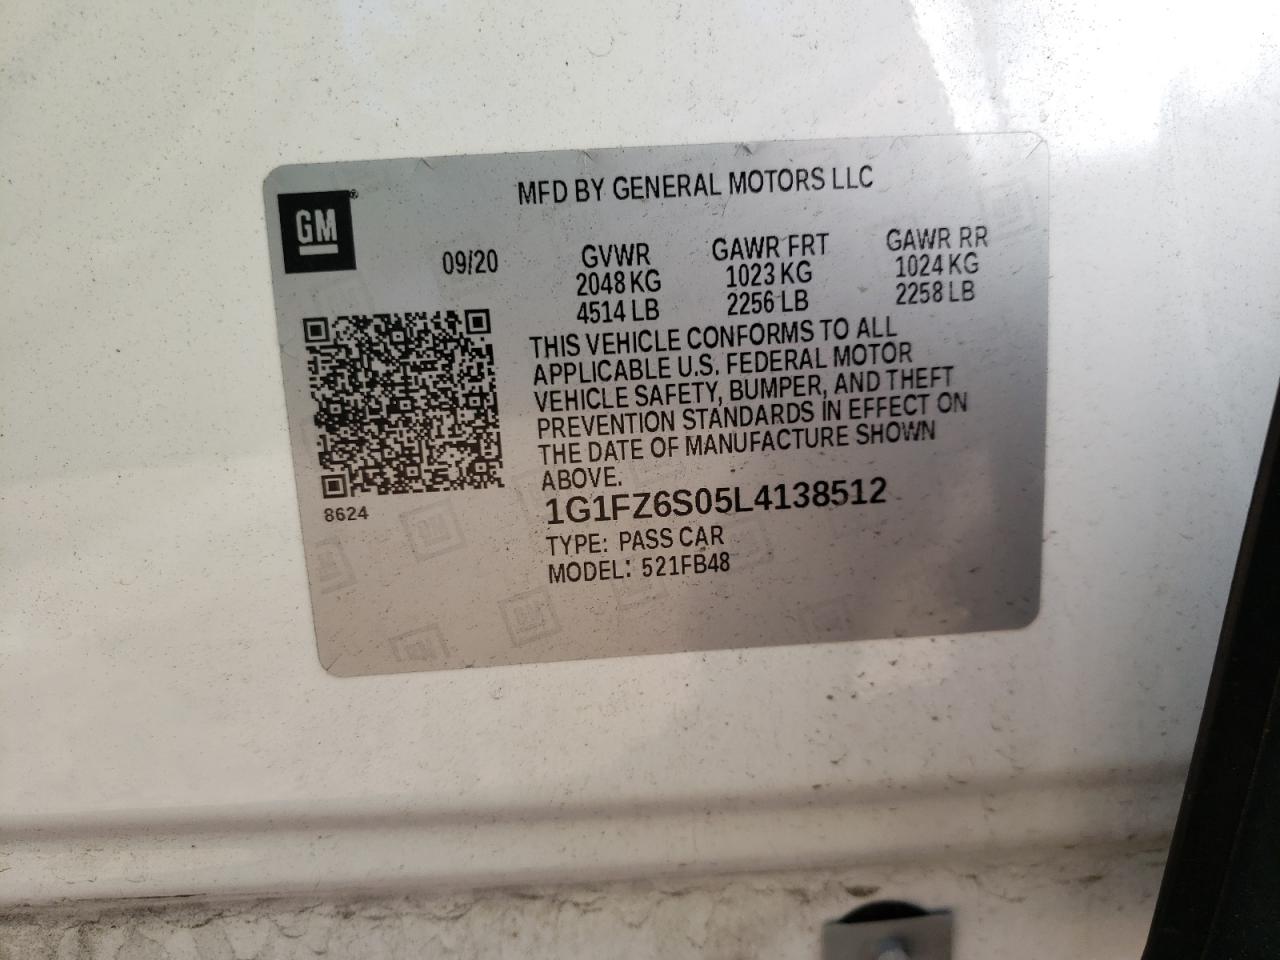 MFD BY GENERAL MOTORS LLC
GM®
09/20
GVWR
2048 KG
4514 LB
GAWR FRT
1023 KG
2256 LB
GAWR RR
1024 KG
2258 LB
THIS VEHICLE CONFORMS TO ALL
APPLICABLE U.S. FEDERAL MOTOR
VEHICLE SAFETY, BUMPER, AND THEFT
PREVENTION STANDARDS IN EFFECT ON
THE DATE OF MANUFACTURE SHOWN
ABOVE.
8624
1G1FZ6S05L4138512
TYPE: PASS CAR
MODEL: 521FB48